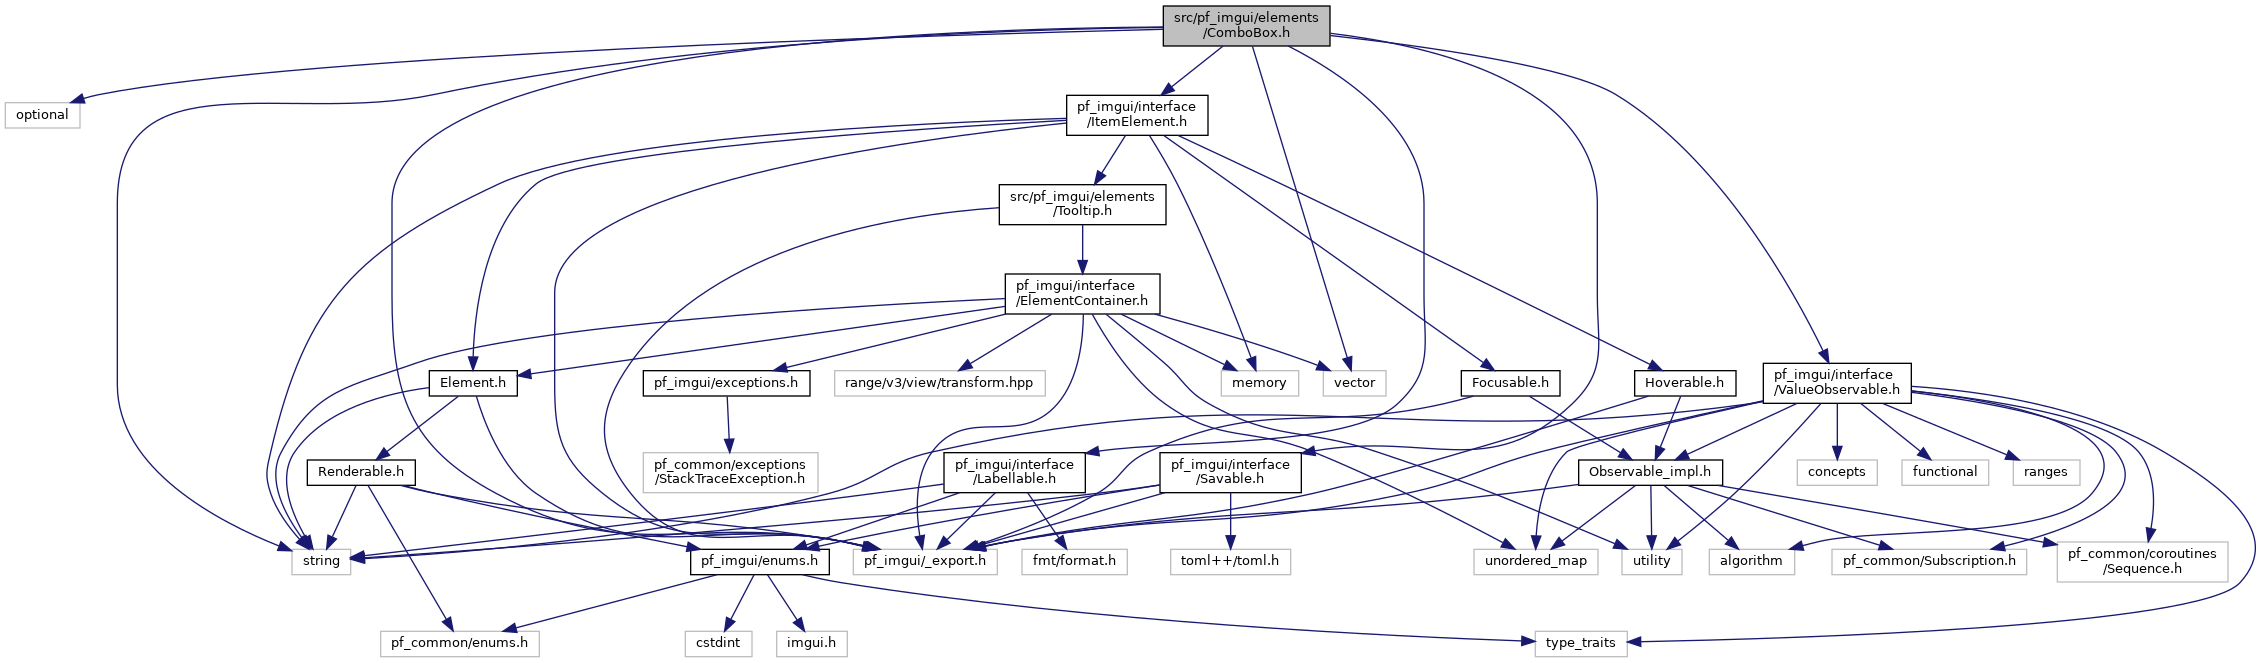 src/pf_imgui/elements
/ComboBox.h
optional
pf_imgui/interface
/ItemElement.h
src/pf_imgui/elements
/Tooltip.h
pf_imgui/interface
/ElementContainer.h
Element.h
pf_imgui/exceptions.h
range/v3/view/transform.hpp
memory
vector
Focusable.h
Hoverable.h
pf_imgui/interface
/ValueObservable.h
Renderable.h
pf_common/exceptions
/StackTraceException.h
pf_imgui/interface
/Labellable.h
pf_imgui/interface
/Savable.h
Observable_impl.h
concepts
functional
ranges
string
pf_imgui/enums.h
pf_imgui/_export.h
fmt/format.h
toml++/toml.h
unordered_map
utility
algorithm
pf_common/Subscription.h
pf_common/coroutines
/Sequence.h
pf_common/enums.h
cstdint
imgui.h
type_traits